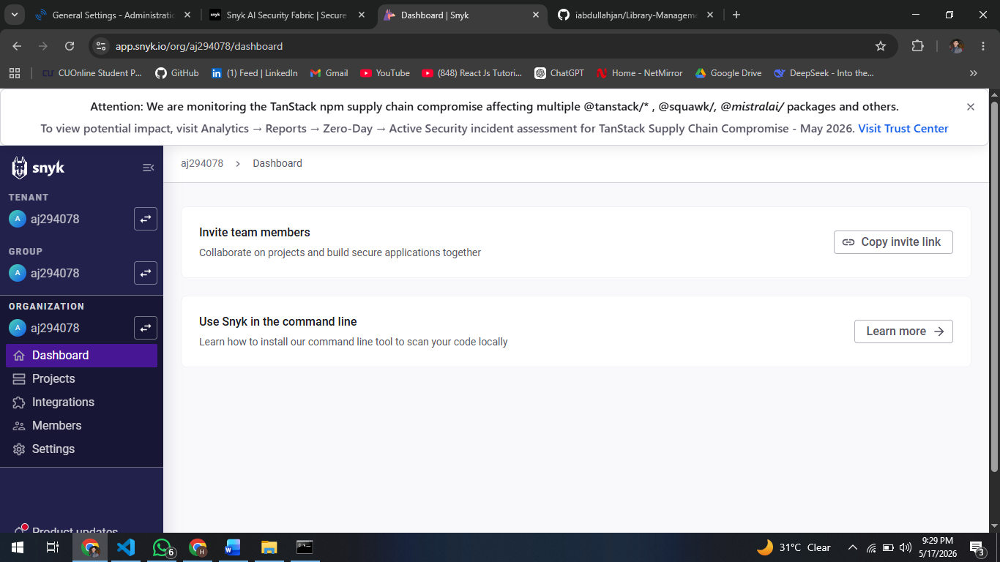 General Settings - Administratio
Snyk AI Security Fabric | Secure
Dashboard | Snyk
iabdullahjan/Library-Manageme
app.snyk.io/org/aj294078/dashboard
CUOnline Student P...
GitHub
(1) Feed | LinkedIn
Gmail
YouTube
(848) React Js Tutori...
ChatGPT
Home - NetMirror
Google Drive
DeepSeek - Into the...
Attention: We are monitoring the TanStack npm supply chain compromise affecting multiple @tanstack/* , @squawk/, @mistralai/ packages and others.
To view potential impact, visit Analytics → Reports → Zero-Day → Active Security incident assessment for TanStack Supply Chain Compromise - May 2026. Visit Trust Center
snyk
TENANT
A aj294078
GROUP
A aj294078
ORGANIZATION
A aj294078
Dashboard
Projects
Integrations
Members
Settings
Product updates
aj294078 > Dashboard
Invite team members
Collaborate on projects and build secure applications together
Copy invite link
Use Snyk in the command line
Learn how to install our command line tool to scan your code locally
Learn more
6
H
31°C Clear
9:29 PM
5/17/2026
3